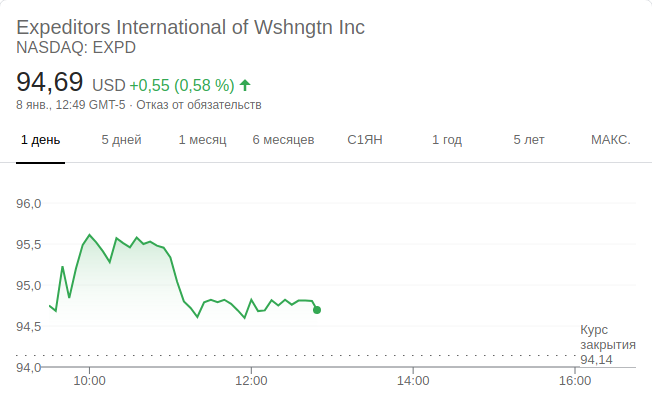 Expeditors International of Wshngtn Inc
NASDAQ: EXPD
94,69 USD +0,55 (0,58 %)
8 янв., 12:49 GMT-5 · Отказ от обязательств
1 день 5 дней 1 месяц 6 месяцев С1ЯН 1 год 5 лет МАКС.
96,0
95,5
95,0
94,5
Курс
закрытия
94,14
94,0
10:00 12:00 14:00 16:00